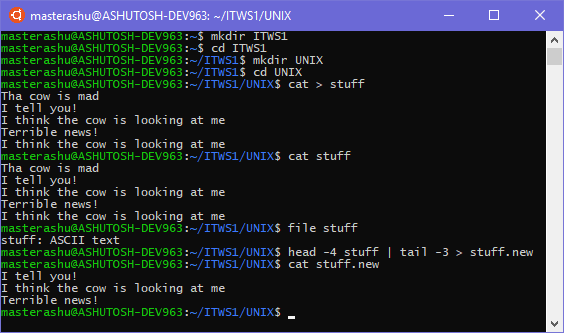 masterashu@ASHUTOSH-DEV963: ~/ITWS1/UNIX
masterashu@ASHUTOSH-DEV963:~$ mkdir ITWS1
masterashu@ASHUTOSH-DEV963:~$ cd ITWS1
masterashu@ASHUTOSH-DEV963:~/ITWS1$ mkdir UNIX
masterashu@ASHUTOSH-DEV963:~/ITWS1$ cd UNIX
masterashu@ASHUTOSH-DEV963:~/ITWS1/UNIX$ cat > stuff
Tha cow is mad
I tell you!
I think the cow is looking at me
Terrible news!
I think the cow is looking at me
masterashu@ASHUTOSH-DEV963:~/ITWS1/UNIX$ cat stuff
Tha cow is mad
I tell you!
I think the cow is looking at me
Terrible news!
I think the cow is looking at me
masterashu@ASHUTOSH-DEV963:~/ITWS1/UNIX$ file stuff
stuff: ASCII text
masterashu@ASHUTOSH-DEV963:~/ITWS1/UNIX$ head -4 stuff | tail -3 > stuff.new
masterashu@ASHUTOSH-DEV963:~/ITWS1/UNIX$ cat stuff.new
I tell you!
I think the cow is looking at me
Terrible news!
masterashu@ASHUTOSH-DEV963:~/ITWS1/UNIX$